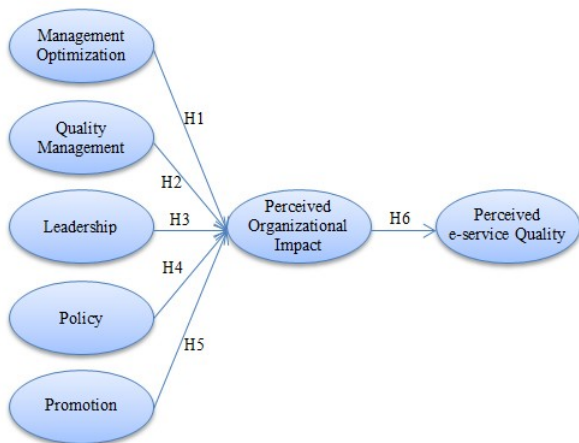 Management
Optimization
H1
Quality
Management
H2
Leadership
H3
Perceived
Organizational
Impact
H6
Perceived
e-service Quality
H4
Policy
H5
Promotion